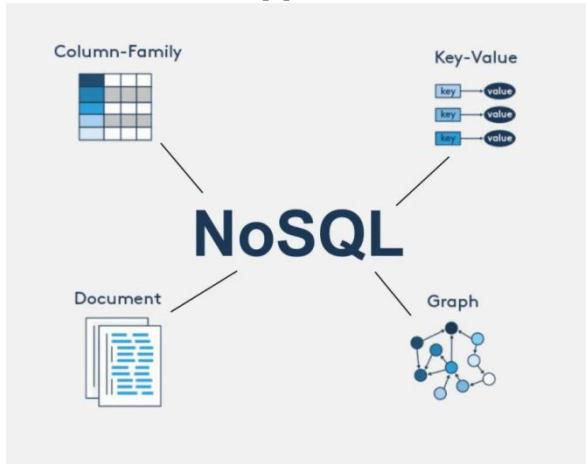 Column-Family
Key-Value
key value
key value
key value
NoSQL
Document
Graph